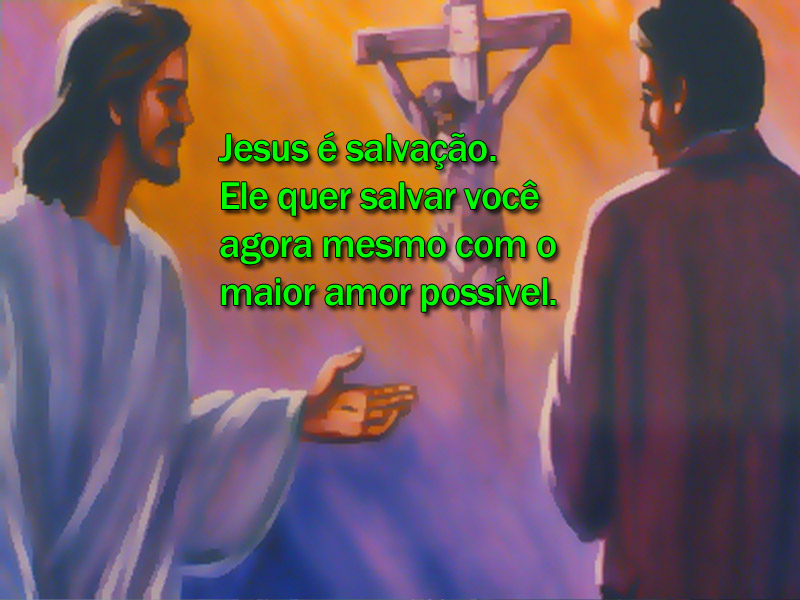 Jesus é salvação.
Ele quer salvar você
agora mesmo com o
maior amor possível.